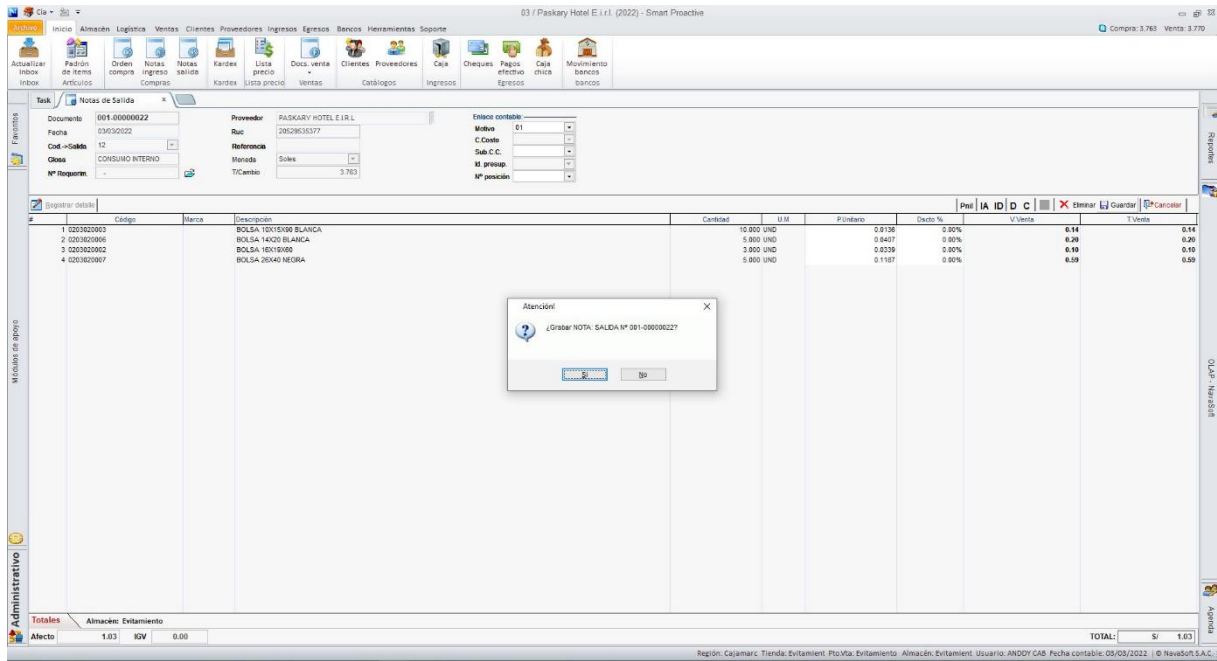 Cia
03 / Paskary Hotel E.i.r.l. (2022) - Smart Proactive
Archivo Inicio Almacén Logística Ventas Clientes Proveedores Ingresos Egresos Bancos Herramientas Soporte
Compra: 3.763 Venta: 3.770
Actualizar Inbox Padrón de ítems Orden compra Notas ingreso Notas salida Kardex Lista precio Docs. venta Clientes Proveedores Caja Cheques Pagos efectivo Caja chica Movimiento bancos
Inbox Artículos Compras Kardex Lista precio Ventas Catálogos Ingresos Egresos bancos
Task Notas de Salida x
Documento 001-00000022 Proveedor PASKARY HOTEL E.I.R.L Enlace contable:
Fecha 03/03/2022 Ruc 20529535377 Motivo 01
Cod.->Salida 12 Referencia C.Costo
Glosa CONSUMO INTERNO Moneda Soles Sub.C.C.
Nº Requerim. - T/Cambio 3.763 Id. presup.
Nº posición
Favoritos
Reportes
Registrar detalle Pnil IA ID D C Eliminar Guardar Cancelar
# Código Marca Descripción Cantidad U.M P.Unitario Dscto % V.Venta T.Venta
1 0203020003 BOLSA 10X15X90 BLANCA 10.000 UND 0.0136 0.00% 0.14 0.14
2 0203020006 BOLSA 14X20 BLANCA 5.000 UND 0.0407 0.00% 0.20 0.20
3 0203020002 BOLSA 16X19X60 3.000 UND 0.0339 0.00% 0.10 0.10
4 0203020007 BOLSA 26X40 NEGRA 5.000 UND 0.1187 0.00% 0.59 0.59
Atención!
¿Grabar NOTA: SALIDA Nº 001-00000022?
Sí No
Módulos de apoyo
OLAP - NavaSoft
Administrativo
Agenda
Totales Almacén: Evitamiento
Afecto 1.03 IGV 0.00 TOTAL: S/ 1.03
Región: Cajamarc Tienda: Evitamient Pto.Vta: Evitamiento Almacén: Evitamient Usuario: ANDDY CAB Fecha contable: 03/03/2022 | © NavaSoft S.A.C.